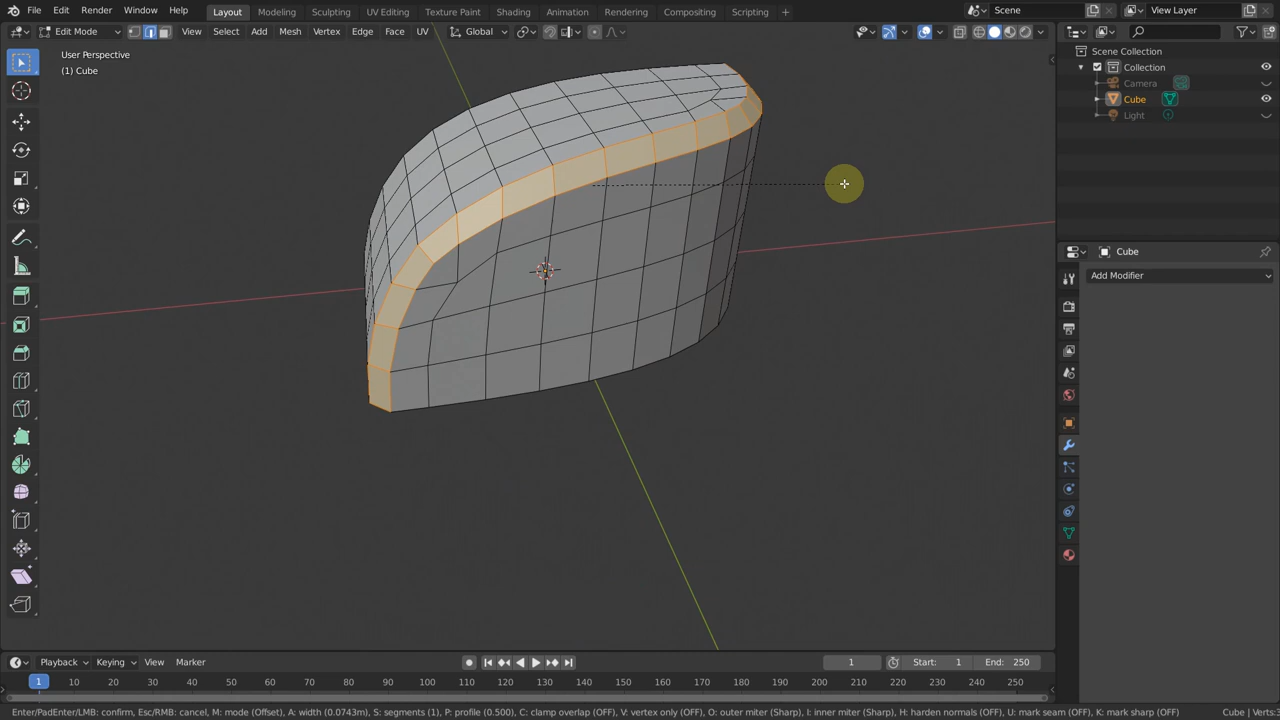 File Edit Render Window Help Layout Modeling Sculpting UV Editing Texture Paint Shading Animation Rendering Compositing Scripting + Scene View Layer
Edit Mode View Select Add Mesh Vertex Edge Face UV Global
User Perspective
(1) Cube
Scene Collection
Collection
Camera
Cube
Light
Cube
Add Modifier
Playback Keying View Marker 1 Start: 1 End: 250
1 10 20 30 40 50 60 70 80 90 100 110 120 130 140 150 160 170 180 190 200 210 220 230 240 250
Enter/PadEnter/LMB: confirm, Esc/RMB: cancel, M: mode (Offset), A: width (0.0743m), S: segments (1), P: profile (0.500), C: clamp overlap (OFF), V: vertex only (OFF), O: outer miter (Sharp), I: inner miter (Sharp), H: harden normals (OFF), U: mark seam (OFF), K: mark sharp (OFF) Cube | Verts: